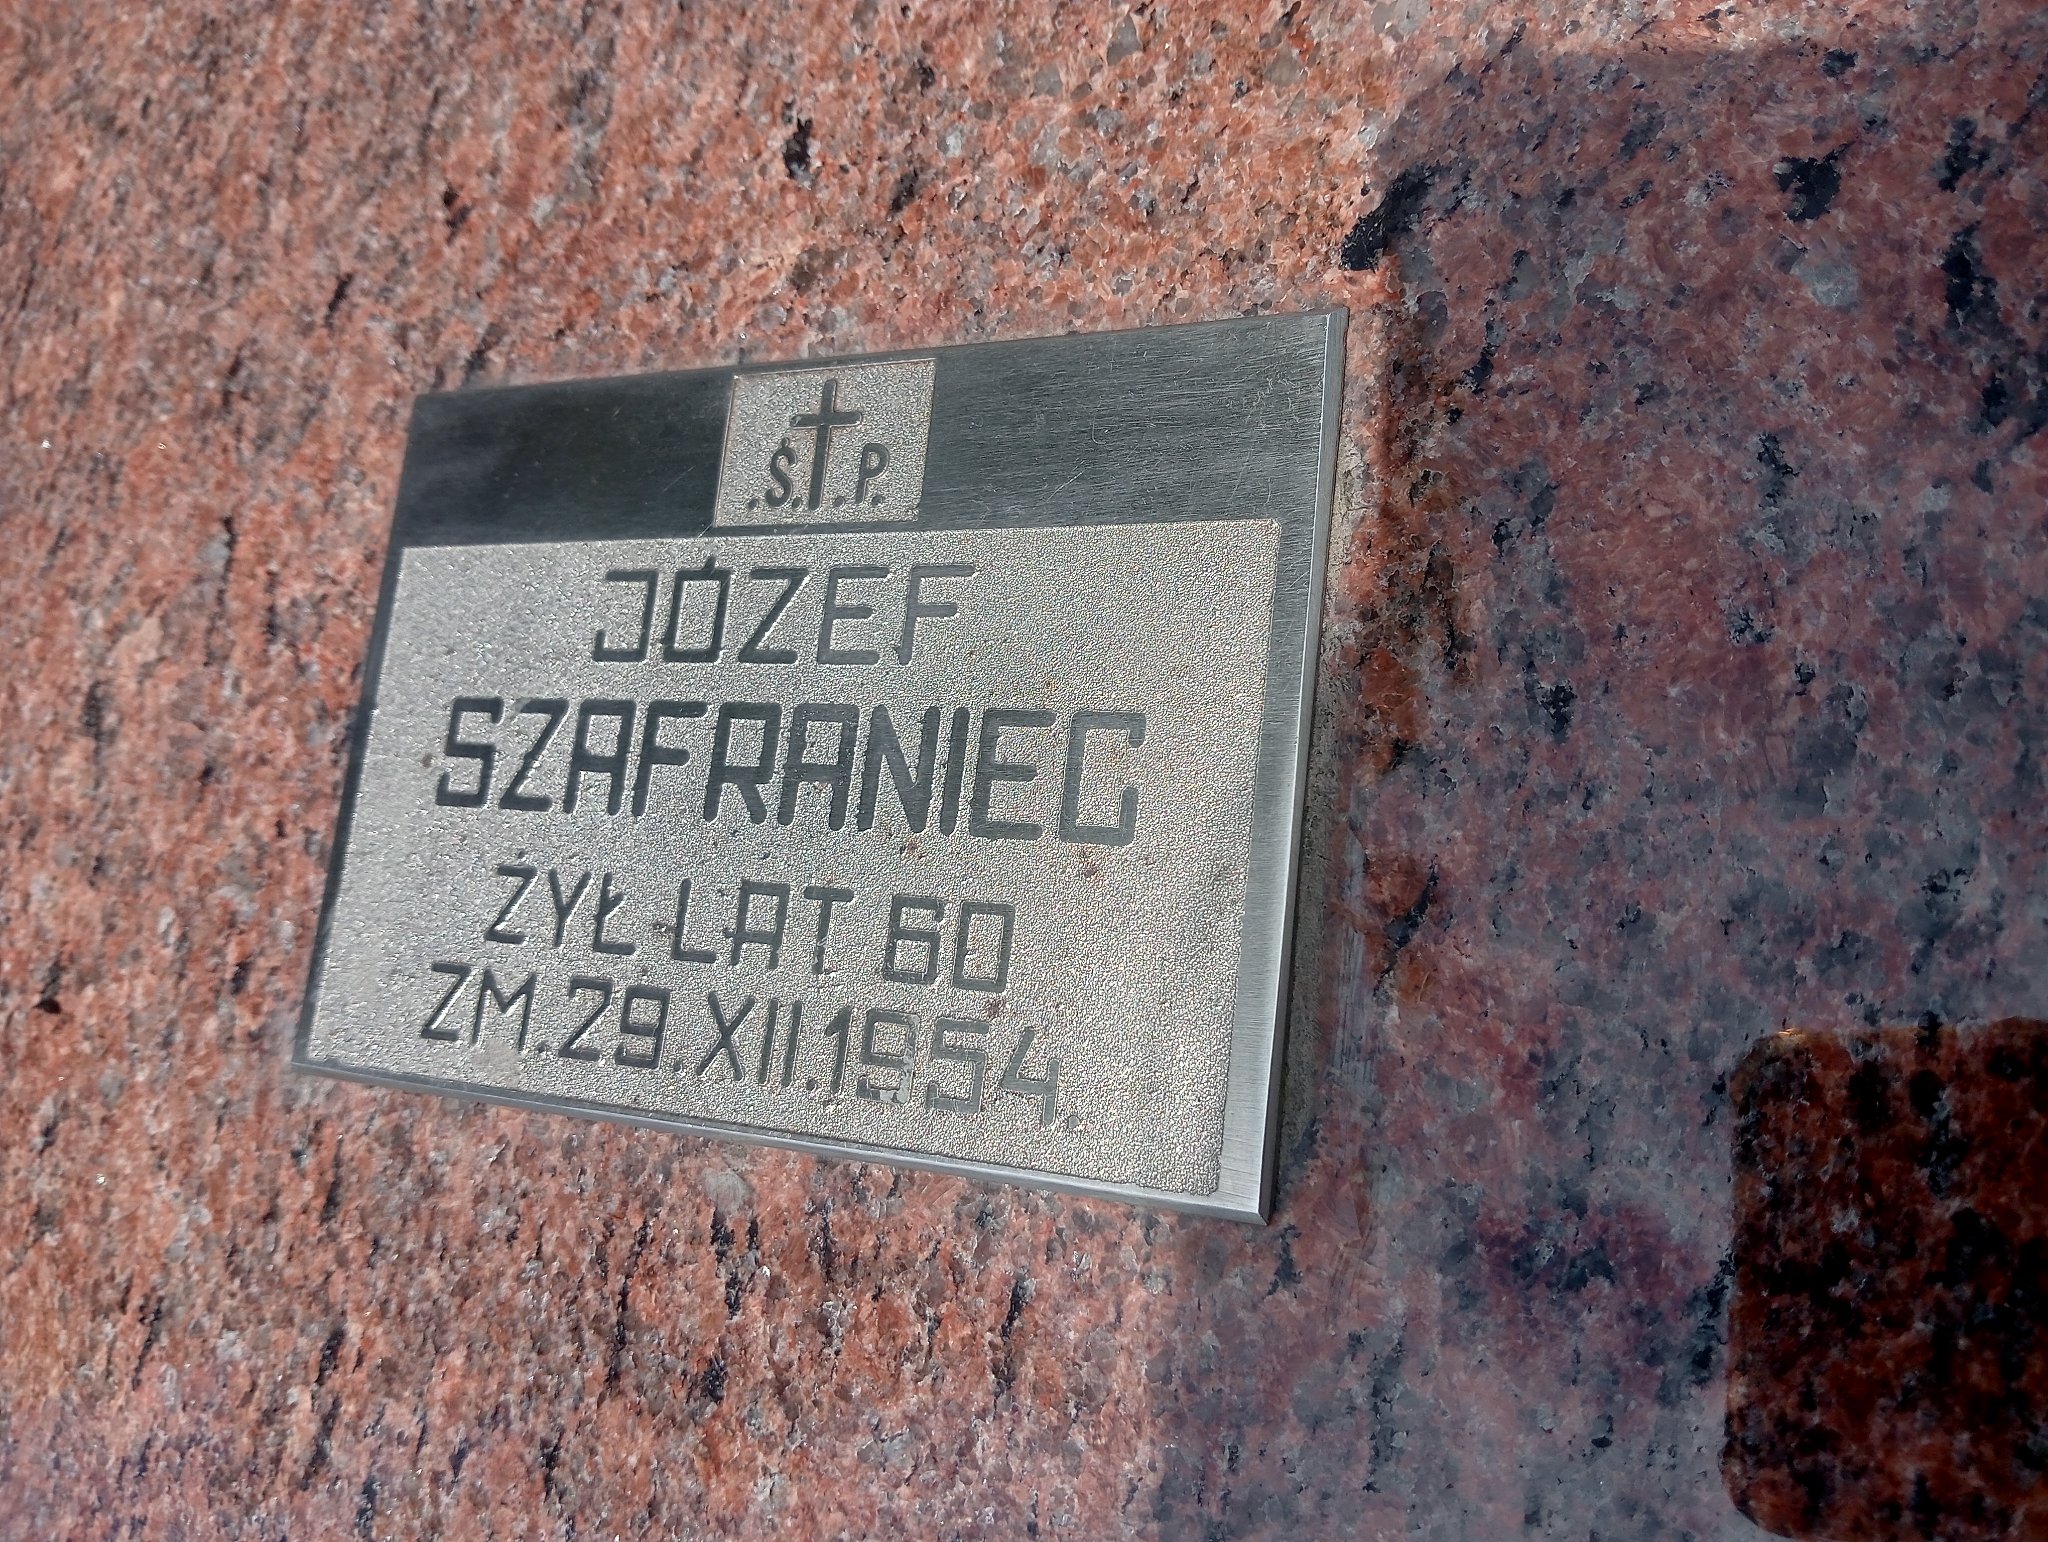 .Ś.†.P.
JÓZEF
SZAFRANIEC
ŻYŁ LAT 60
ZM.29.XII.1954.